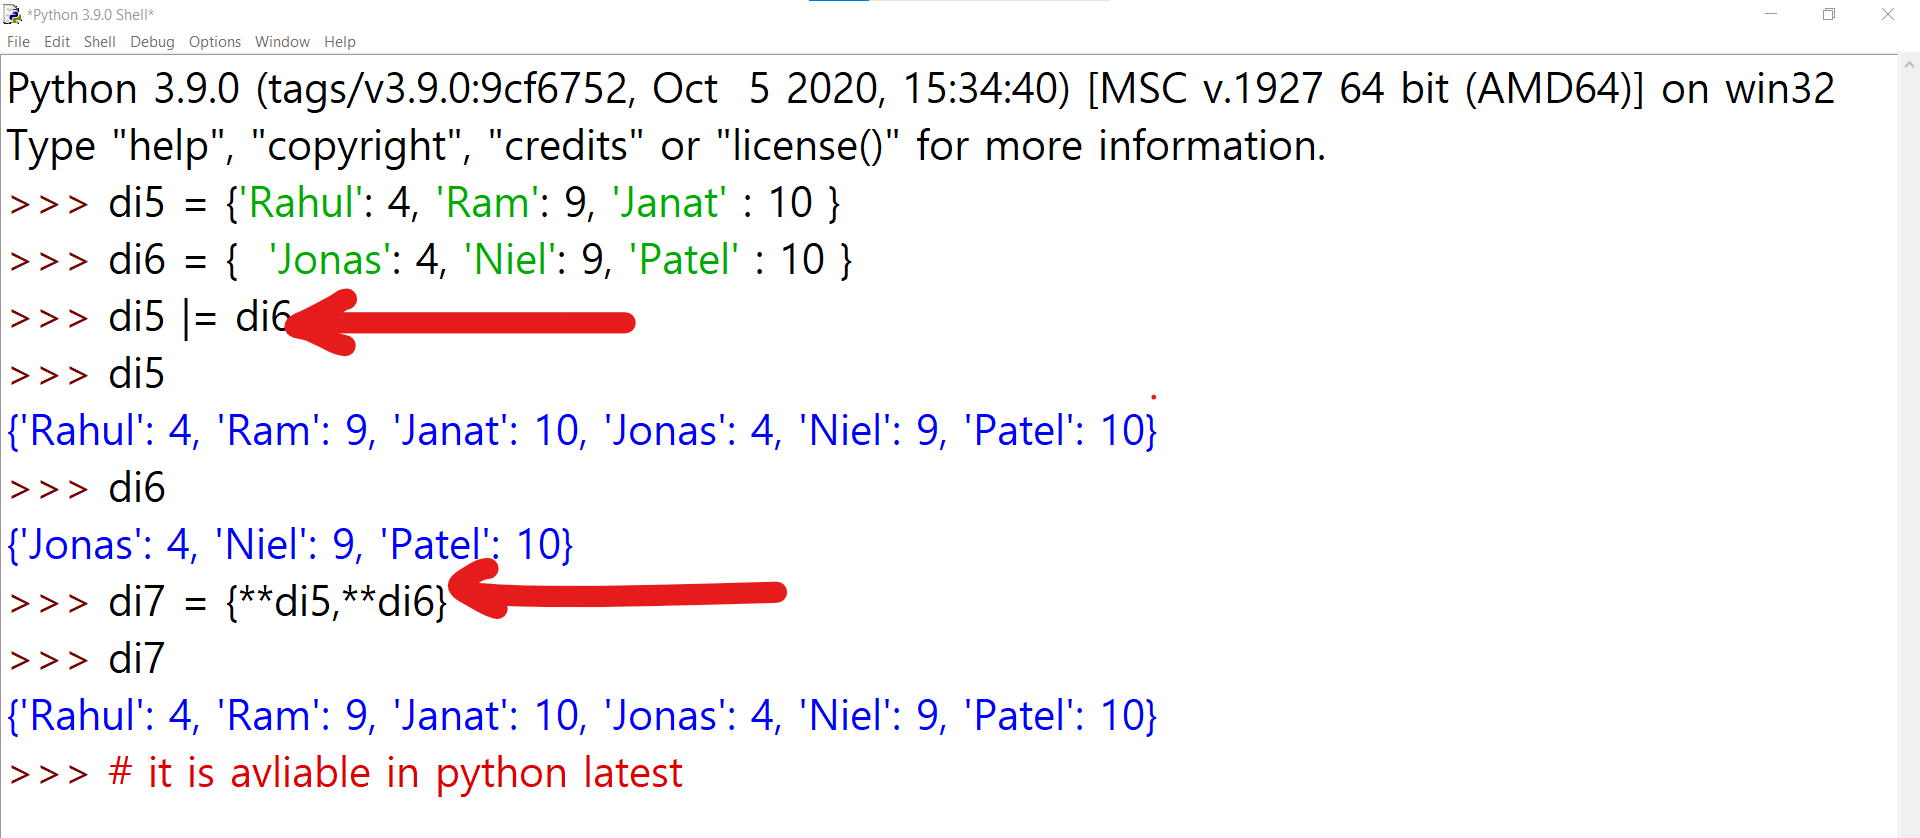 *Python 3.9.0 Shell*
File Edit Shell Debug Options Window Help
Python 3.9.0 (tags/v3.9.0:9cf6752, Oct  5 2020, 15:34:40) [MSC v.1927 64 bit (AMD64)] on win32
Type "help", "copyright", "credits" or "license()" for more information.
>>> di5 = {'Rahul': 4, 'Ram': 9, 'Janat' : 10 }
>>> di6 = {  'Jonas': 4, 'Niel': 9, 'Patel' : 10 }
>>> di5 |= di6
>>> di5
{'Rahul': 4, 'Ram': 9, 'Janat': 10, 'Jonas': 4, 'Niel': 9, 'Patel': 10}
>>> di6
{'Jonas': 4, 'Niel': 9, 'Patel': 10}
>>> di7 = {**di5,**di6}
>>> di7
{'Rahul': 4, 'Ram': 9, 'Janat': 10, 'Jonas': 4, 'Niel': 9, 'Patel': 10}
>>> # it is avliable in python latest